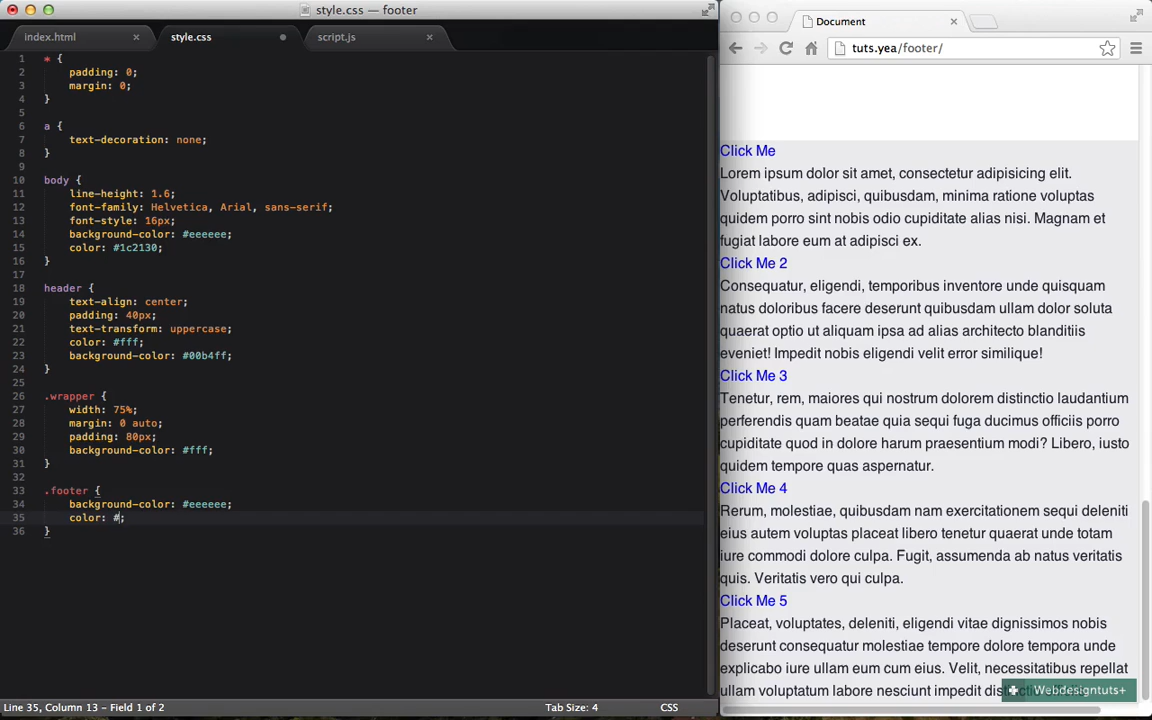 style.css — footer
index.html
style.css
script.js
1 * {
2 padding: 0;
3 margin: 0;
4 }
5
6 a {
7 text-decoration: none;
8 }
9
10 body {
11 line-height: 1.6;
12 font-family: Helvetica, Arial, sans-serif;
13 font-style: 16px;
14 background-color: #eeeeee;
15 color: #1c2130;
16 }
17
18 header {
19 text-align: center;
20 padding: 40px;
21 text-transform: uppercase;
22 color: #fff;
23 background-color: #00b4ff;
24 }
25
26 .wrapper {
27 width: 75%;
28 margin: 0 auto;
29 padding: 80px;
30 background-color: #fff;
31 }
32
33 .footer {
34 background-color: #eeeeee;
35 color: #;
36 }
Line 35, Column 13 - Field 1 of 2
Tab Size: 4
CSS
Document
tuts.yea/footer/
Click Me
Lorem ipsum dolor sit amet, consectetur adipisicing elit.
Voluptatibus, adipisci, quibusdam, minima ratione voluptas
quidem porro sint nobis odio cupiditate alias nisi. Magnam et
fugiat labore eum at adipisci ex.
Click Me 2
Consequatur, eligendi, temporibus inventore unde quisquam
natus doloribus facere deserunt quibusdam ullam dolor soluta
quaerat optio ut aliquam ipsa ad alias architecto blanditiis
eveniet! Impedit nobis eligendi velit error similique!
Click Me 3
Tenetur, rem, maiores qui nostrum dolorem distinctio laudantium
perferendis quam beatae quia sequi fuga ducimus officiis porro
cupiditate quod in dolore harum praesentium modi? Libero, iusto
quidem tempore quas aspernatur.
Click Me 4
Rerum, molestiae, quibusdam nam exercitationem sequi deleniti
eius autem voluptas placeat libero tenetur quaerat unde totam
iure commodi dolore culpa. Fugit, assumenda ab natus veritatis
quis. Veritatis vero qui culpa.
Click Me 5
Placeat, voluptates, deleniti, eligendi vitae dignissimos nobis
deserunt consequatur molestiae tempore dolore tempora unde
explicabo iure ullam eum cum eius. Velit, necessitatibus repellat
ullam voluptatum labore nesciunt impedit
Webdesigntuts+